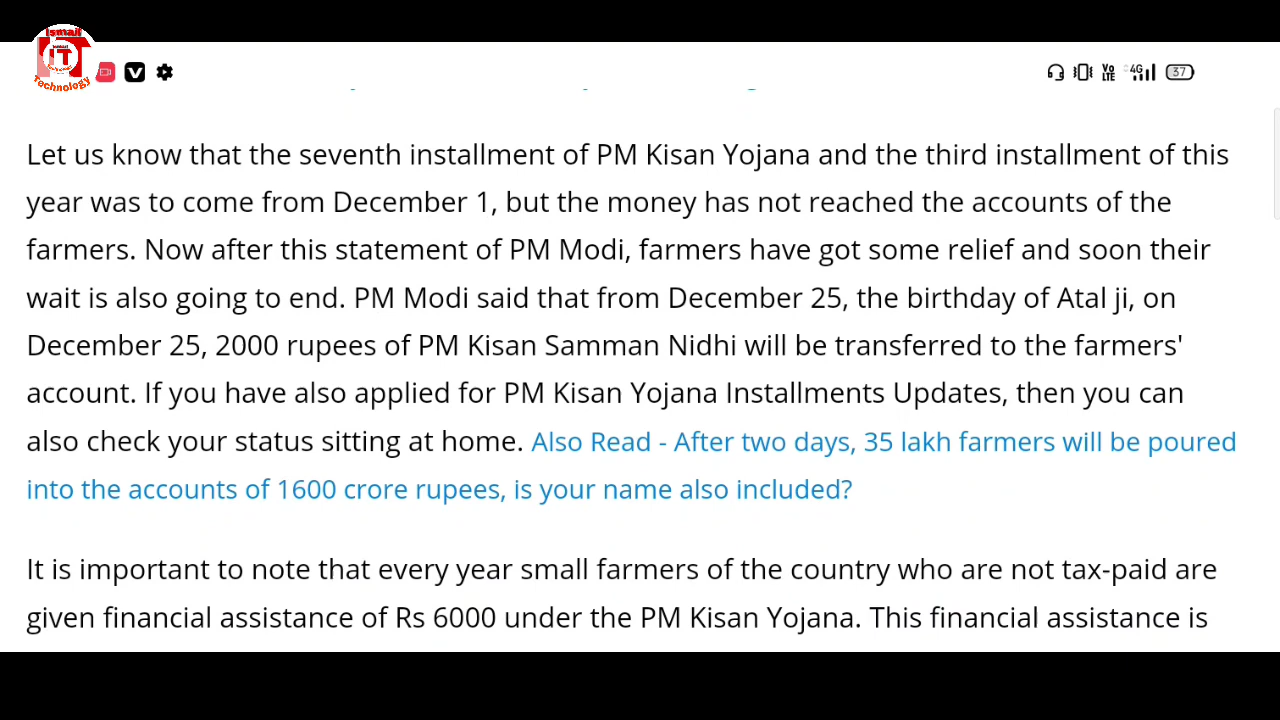 Ismail
IT
Technology
Vo
LTE
4G
37
Let us know that the seventh installment of PM Kisan Yojana and the third installment of this
year was to come from December 1, but the money has not reached the accounts of the
farmers. Now after this statement of PM Modi, farmers have got some relief and soon their
wait is also going to end. PM Modi said that from December 25, the birthday of Atal ji, on
December 25, 2000 rupees of PM Kisan Samman Nidhi will be transferred to the farmers'
account. If you have also applied for PM Kisan Yojana Installments Updates, then you can
also check your status sitting at home. Also Read - After two days, 35 lakh farmers will be poured
into the accounts of 1600 crore rupees, is your name also included?
It is important to note that every year small farmers of the country who are not tax-paid are
given financial assistance of Rs 6000 under the PM Kisan Yojana. This financial assistance is